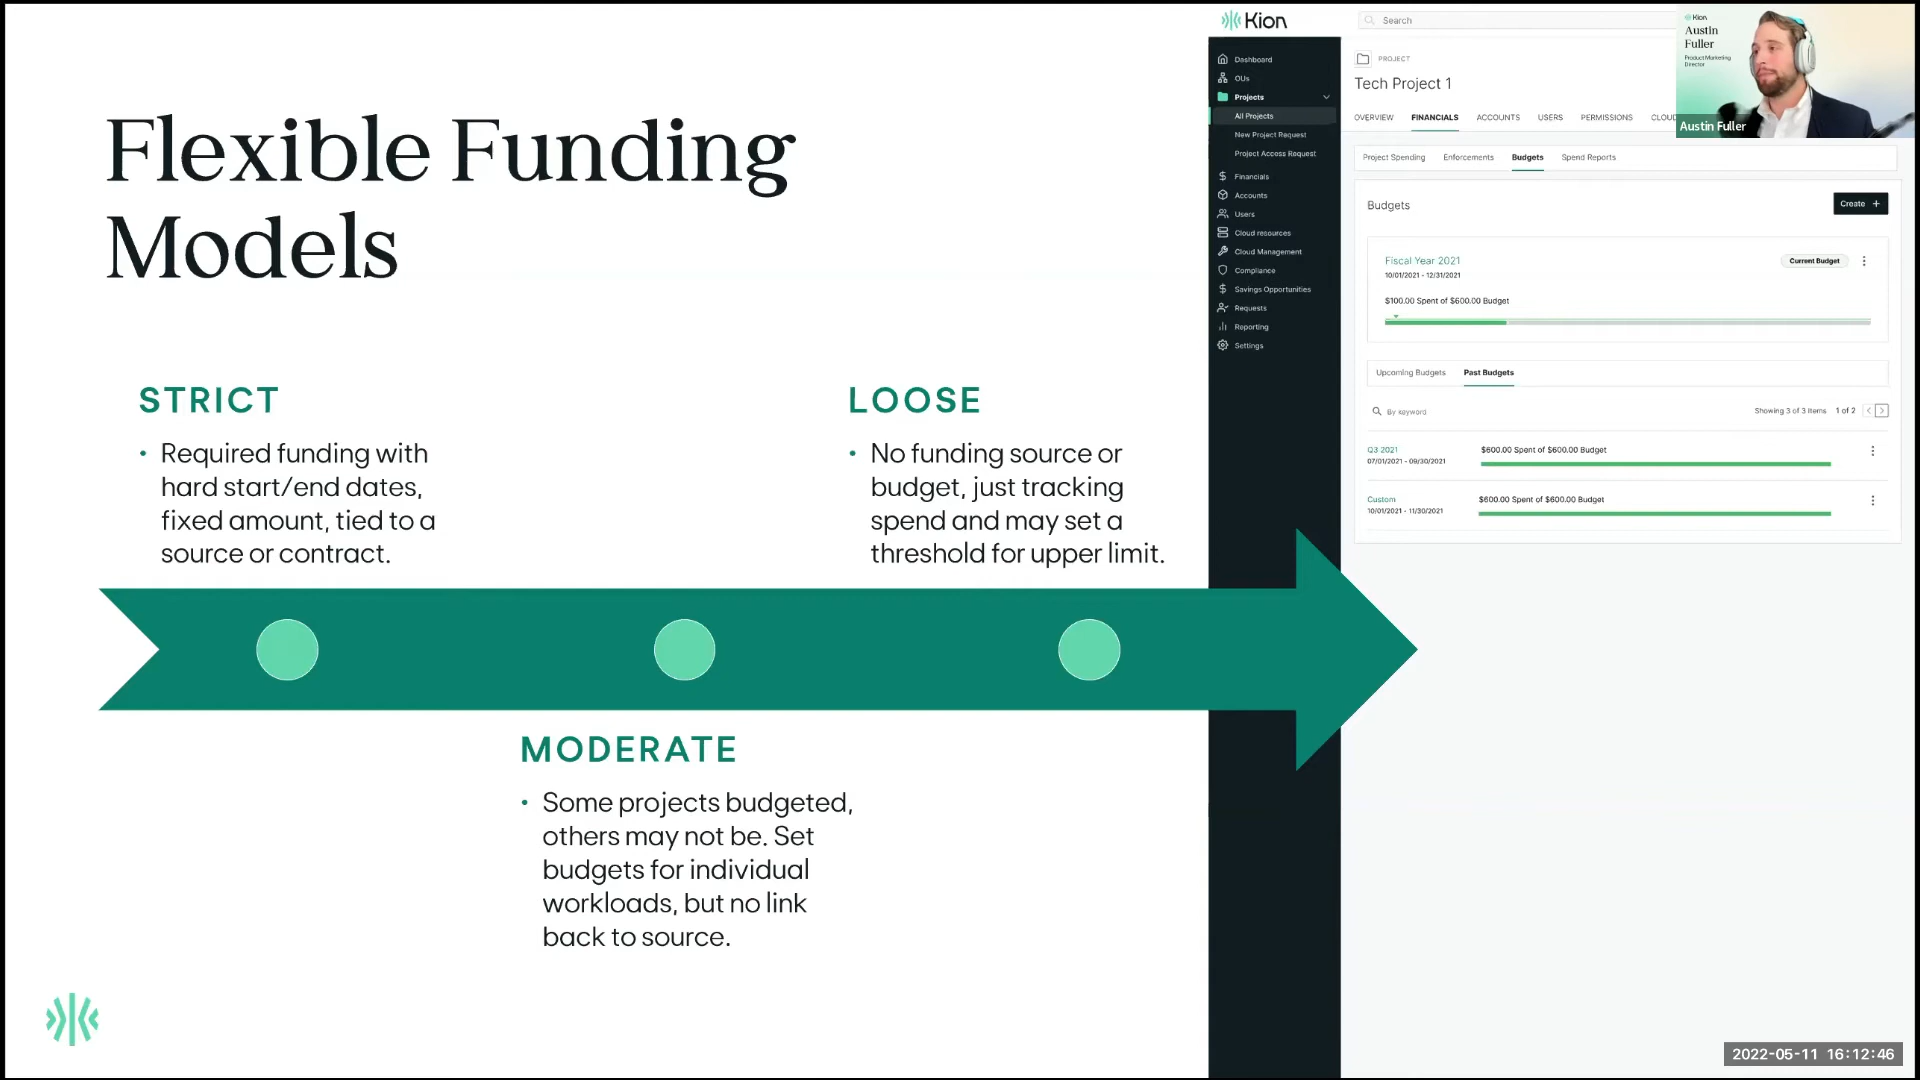 Flexible Funding
Models
STRICT
• Required funding with
hard start/end dates,
fixed amount, tied to a
source or contract.
LOOSE
• No funding source or
budget, just tracking
spend and may set a
threshold for upper limit.
MODERATE
• Some projects budgeted,
others may not be. Set
budgets for individual
workloads, but no link
back to source.
Kion
Search
Dashboard
OUs
Projects
All Projects
New Project Request
Project Access Request
Financials
Accounts
Users
Cloud resources
Cloud Management
Compliance
Savings Opportunities
Requests
Reporting
Settings
PROJECT
Tech Project 1
OVERVIEW FINANCIALS ACCOUNTS USERS PERMISSIONS CLOUD
Project Spending Enforcements Budgets Spend Reports
Budgets
Create +
Fiscal Year 2021
Current Budget
10/01/2021 - 12/31/2021
$100.00 Spent of $600.00 Budget
Upcoming Budgets Past Budgets
By keyword
Showing 3 of 3 items 1 of 2
Q3 2021
$600.00 Spent of $600.00 Budget
07/01/2021 - 09/30/2021
Custom
$600.00 Spent of $600.00 Budget
10/01/2021 - 11/30/2021
Kion
Austin
Fuller
Product Marketing
Director
Austin Fuller
2022-05-11 16:12:46